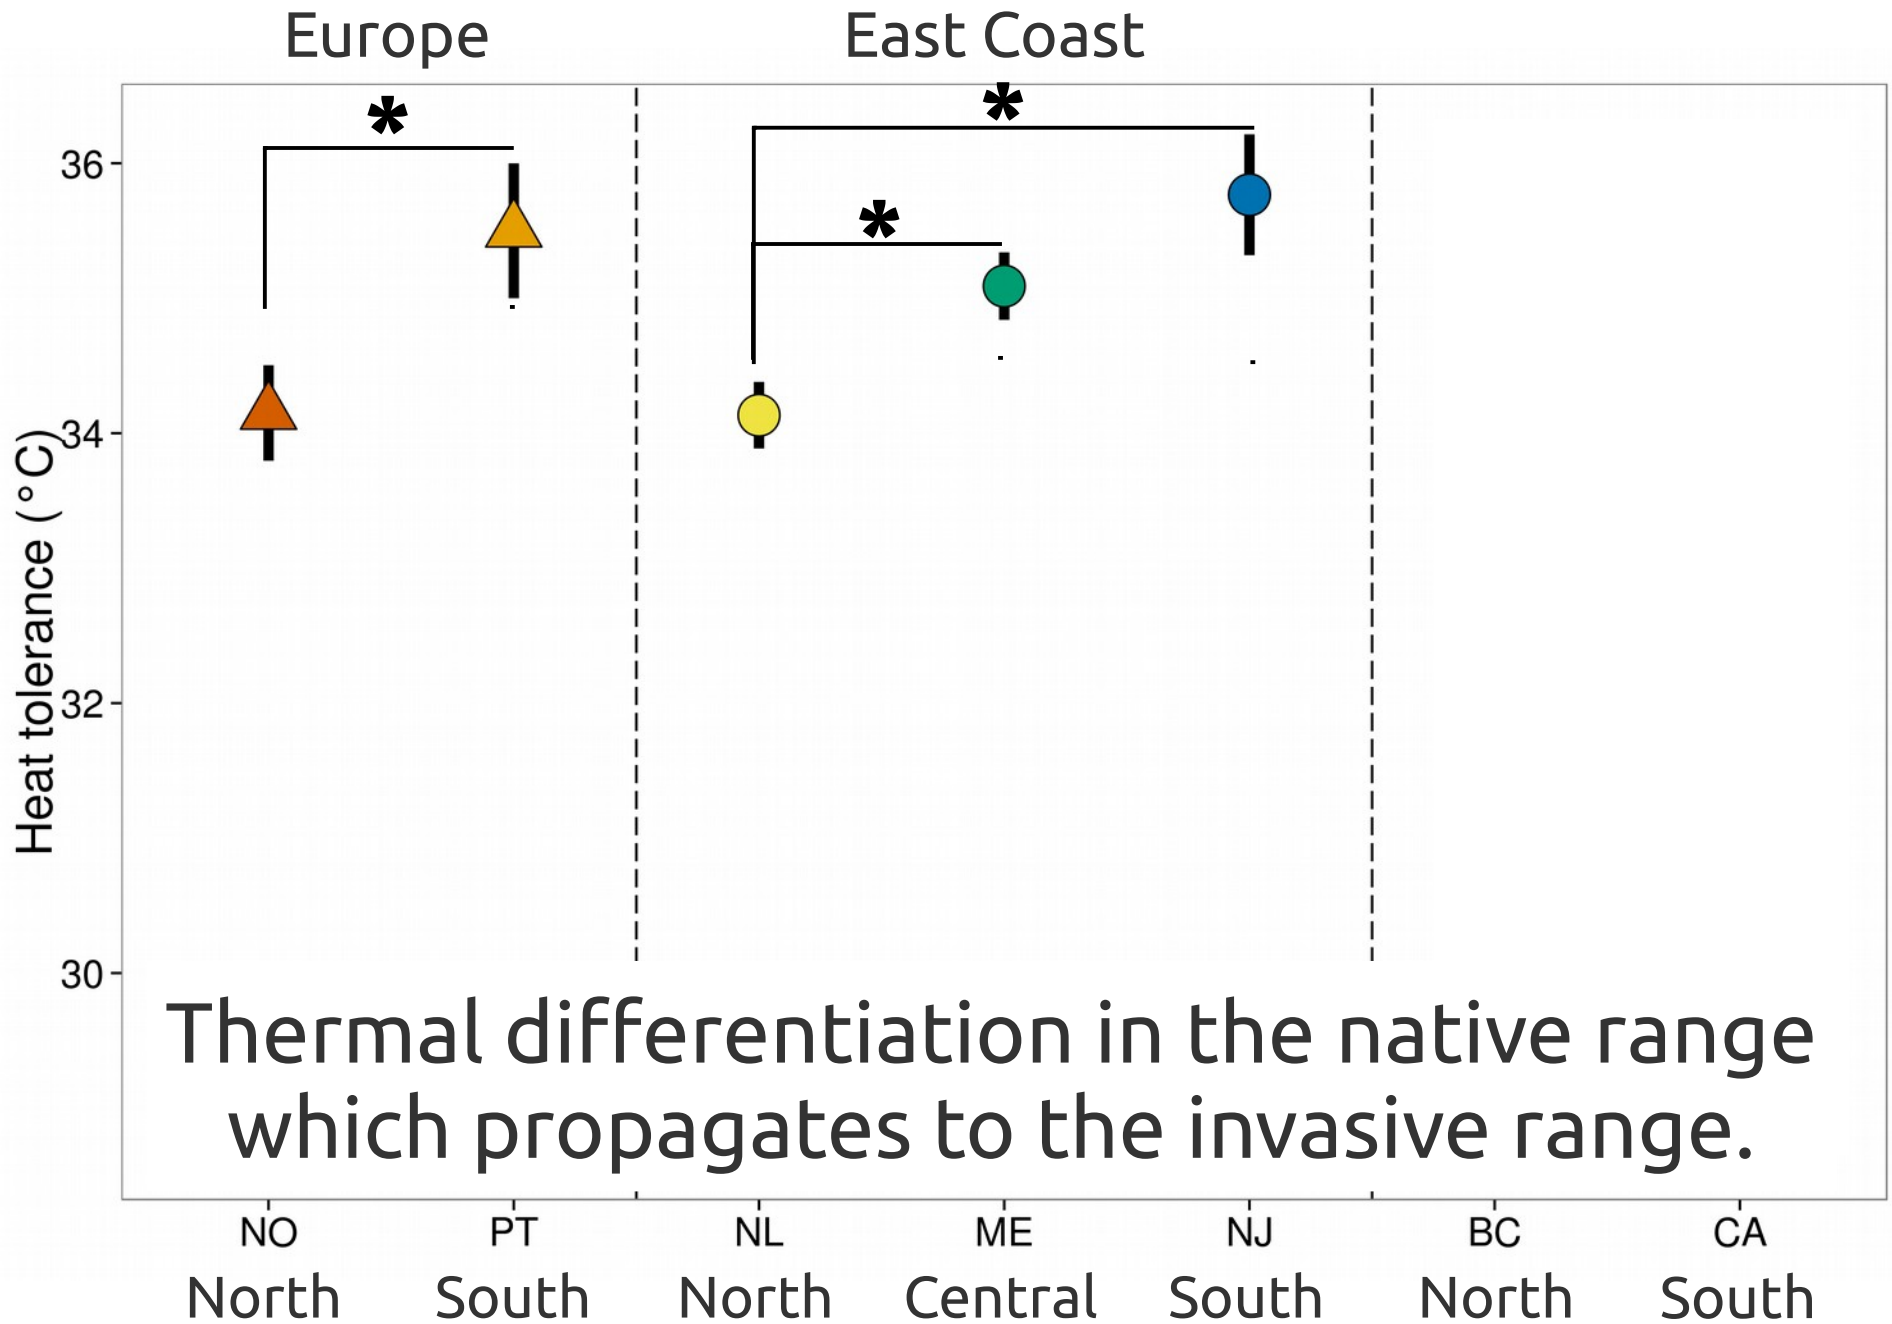 Europe East Coast
*
*
*
36
34
32
30
Heat tolerance (°C)
Thermal differentiation in the native range
which propagates to the invasive range.
NO PT NL ME NJ BC CA
North South North Central South North South